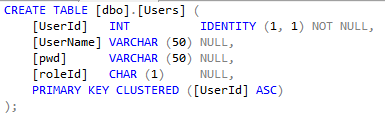 CREATE TABLE [dbo].[Users] (
    [UserId]   INT          IDENTITY (1, 1) NOT NULL,
    [UserName] VARCHAR (50) NULL,
    [pwd]      VARCHAR (50) NULL,
    [roleId]   CHAR (1)     NULL,
    PRIMARY KEY CLUSTERED ([UserId] ASC)
);